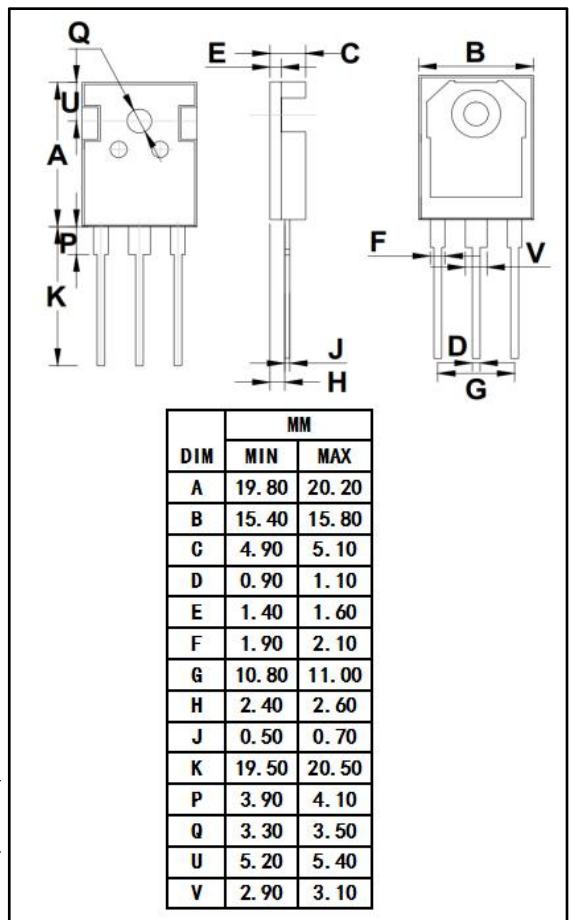 Q
E
C
B
U
A
P
K
F
V
J
H
D
G
MM
DIM MIN MAX
A 19.80 20.20
B 15.40 15.80
C 4.90 5.10
D 0.90 1.10
E 1.40 1.60
F 1.90 2.10
G 10.80 11.00
H 2.40 2.60
J 0.50 0.70
K 19.50 20.50
P 3.90 4.10
Q 3.30 3.50
U 5.20 5.40
V 2.90 3.10